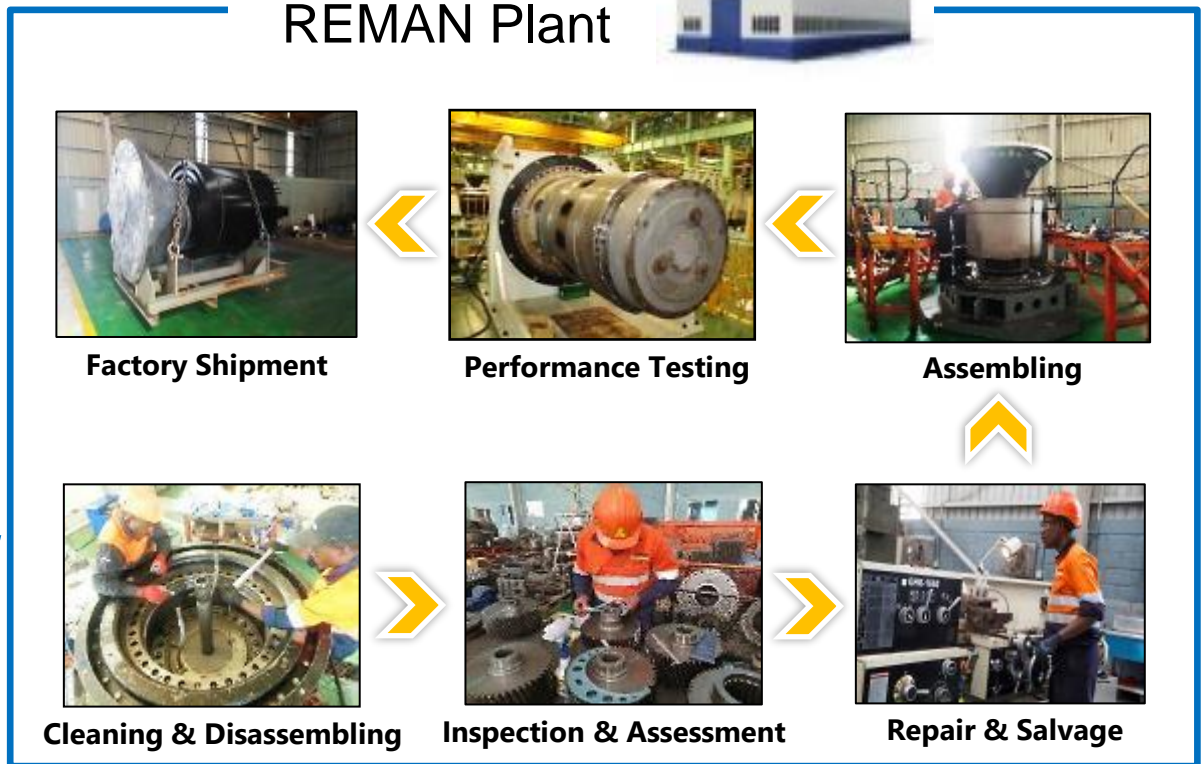 REMAN Plant
Factory Shipment
Performance Testing
Assembling
Cleaning & Disassembling
Inspection & Assessment
Repair & Salvage